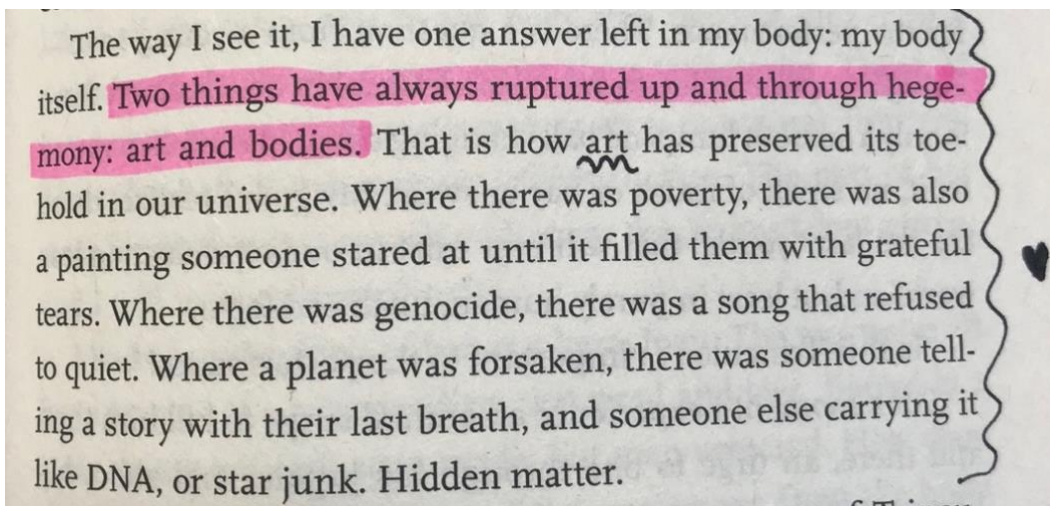 The way I see it, I have one answer left in my body: my body
itself. Two things have always ruptured up and through hege-
mony: art and bodies. That is how art has preserved its toe-
hold in our universe. Where there was poverty, there was also
a painting someone stared at until it filled them with grateful
tears. Where there was genocide, there was a song that refused
to quiet. Where a planet was forsaken, there was someone tell-
ing a story with their last breath, and someone else carrying it
like DNA, or star junk. Hidden matter.